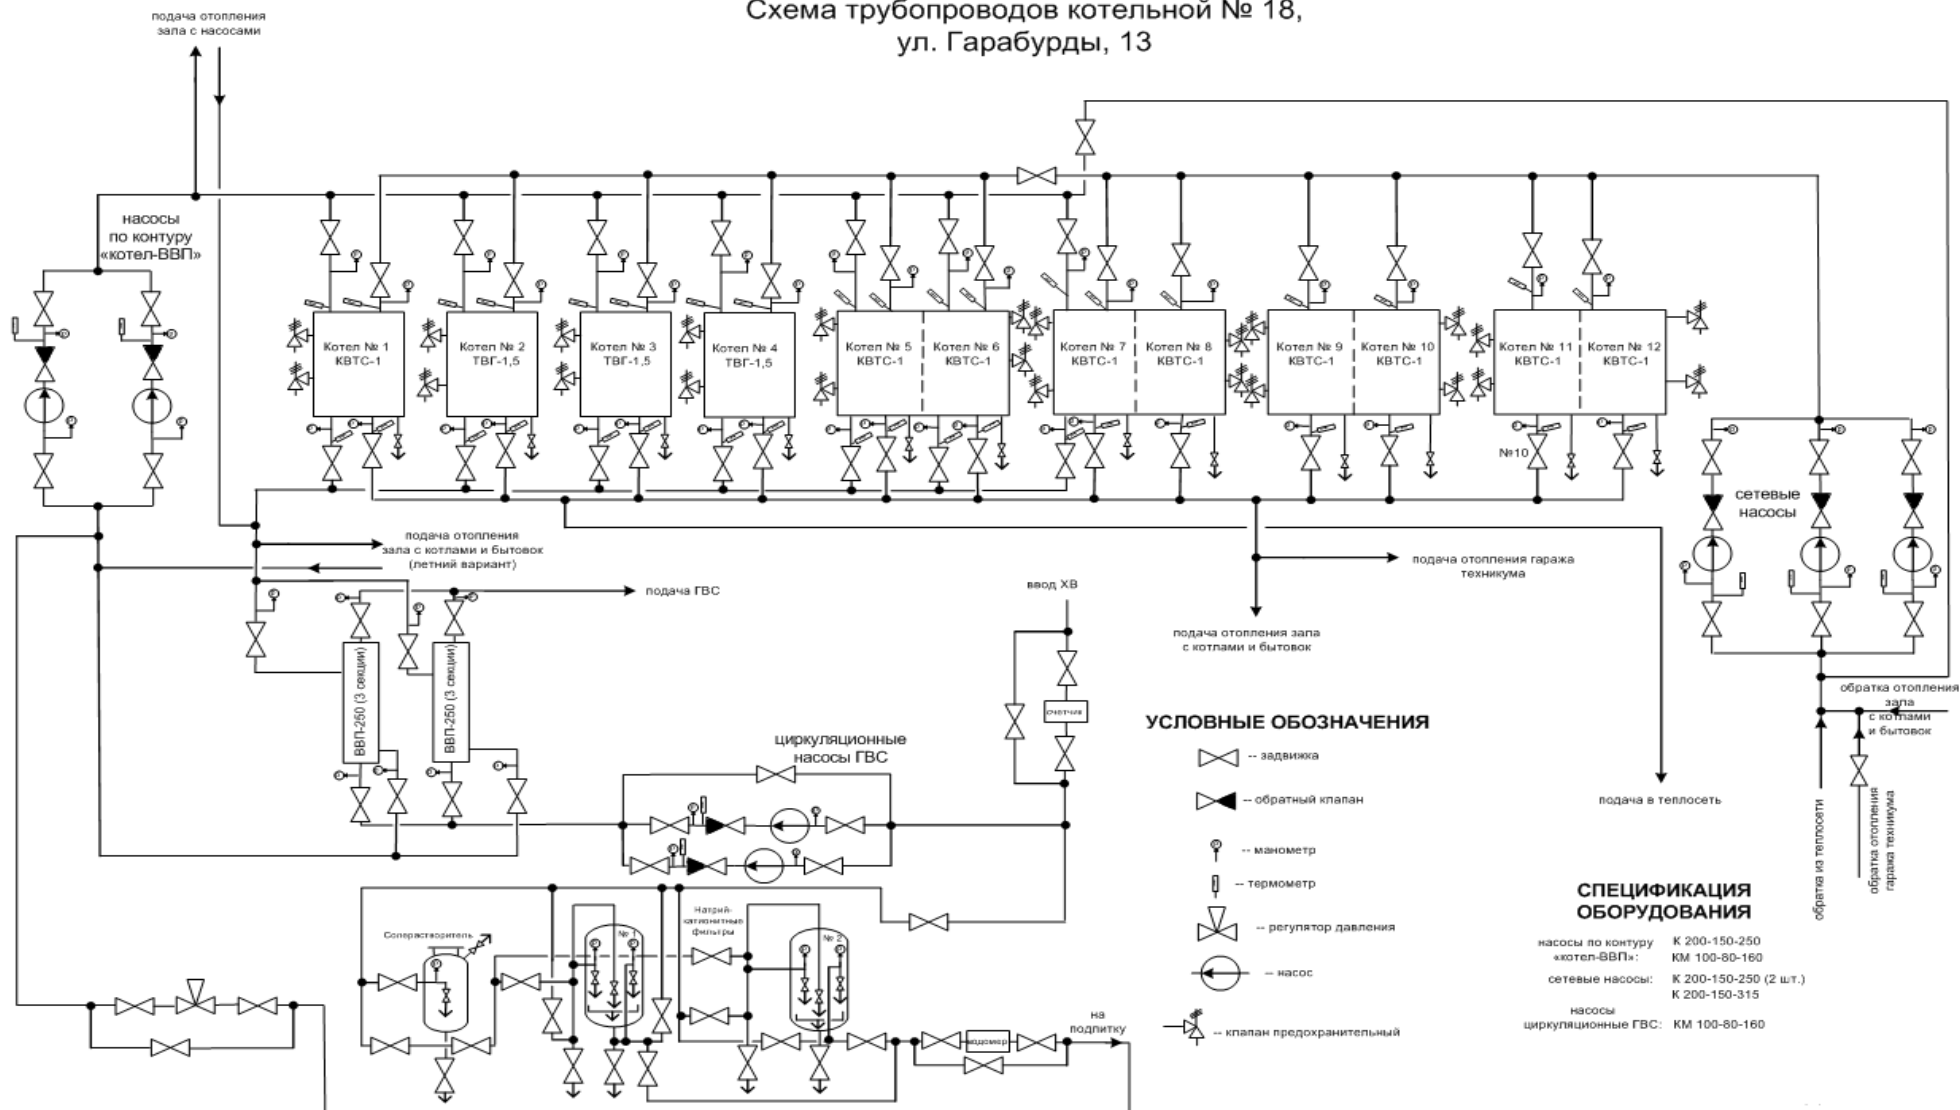 Схема трубопроводов котельной № 18,
ул. Гарабурды, 13
подача отопления
зала с насосами
насосы
по контуру
«котел-ВВП»
Котел № 1
КВТС-1
Котел № 2
ТВГ-1,5
Котел № 3
ТВГ-1,5
Котел № 4
ТВГ-1,5
Котел № 5
КВТС-1
Котел № 6
КВТС-1
Котел № 7
КВТС-1
Котел № 8
КВТС-1
Котел № 9
КВТС-1
Котел № 10
КВТС-1
Котел № 11
КВТС-1
Котел № 12
КВТС-1
№10
сетевые
насосы
подача отопления
зала с котлами и бытовок
(летний вариант)
подача ГВС
ввод ХВ
подача отопления гаража
техникума
подача отопления зала
с котлами и бытовок
ВВП-250 (3 секции)
ВВП-250 (3 секции)
счетчик
циркуляционные
насосы ГВС
обратка отопления
зала
с котлами
и бытовок
подача в теплосеть
обратка из теплосети
обратка отопления
гаража техникума
УСЛОВНЫЕ ОБОЗНАЧЕНИЯ
-- задвижка
-- обратный клапан
-- манометр
-- термометр
-- регулятор давления
-- насос
-- клапан предохранительный
Солерастворитель
№ 1
Натрий-
катионитные
фильтры
№ 2
водомер
на
подпитку
СПЕЦИФИКАЦИЯ
ОБОРУДОВАНИЯ
насосы по контуру К 200-150-250
«котел-ВВП»: КМ 100-80-160
сетевые насосы: К 200-150-250 (2 шт.)
К 200-150-315
насосы
циркуляционные ГВС: КМ 100-80-160